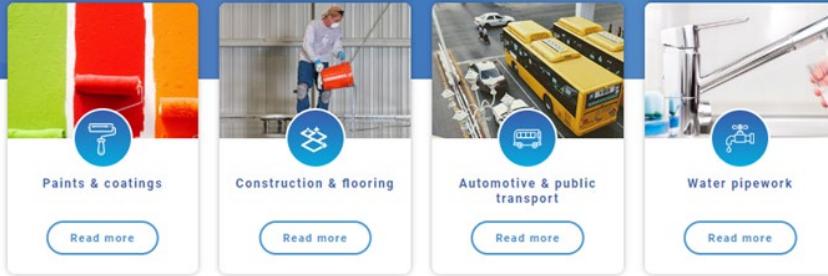 Paints & coatings
Construction & flooring
Automotive & public
transport
Water pipework
Read more
Read more
Read more
Read more